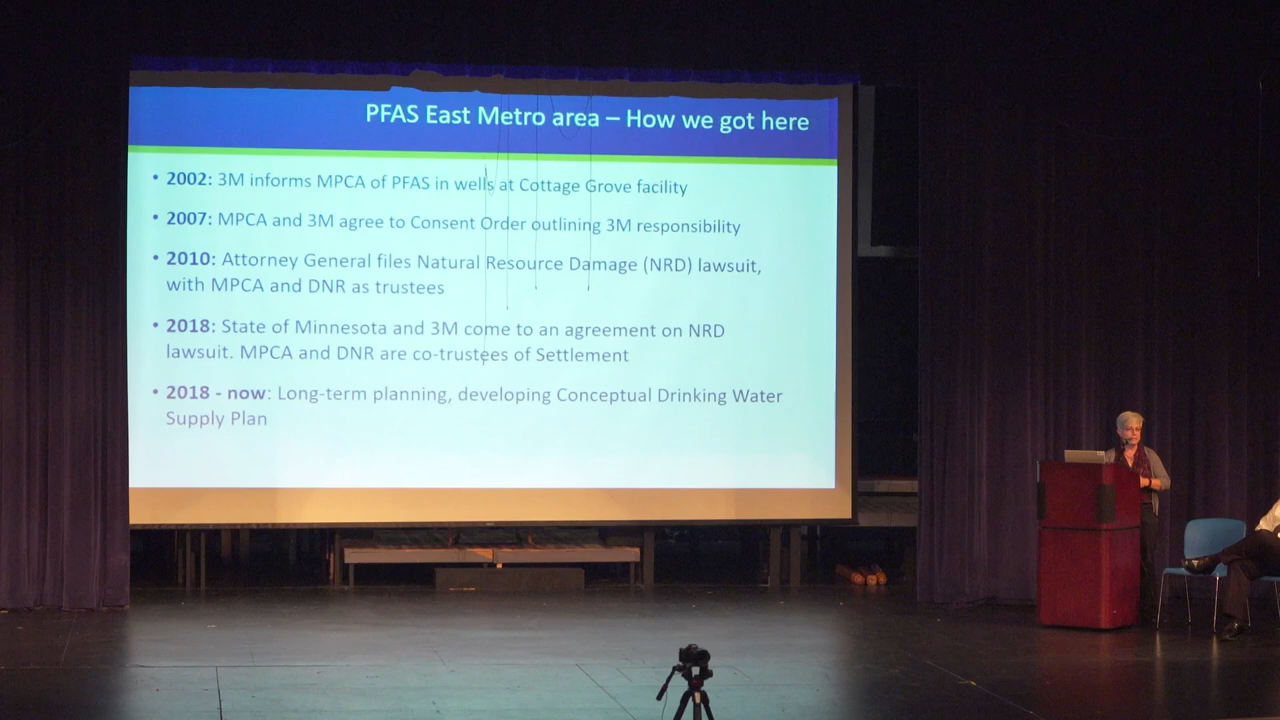 PFAS East Metro area – How we got here
• 2002: 3M informs MPCA of PFAS in wells at Cottage Grove facility
• 2007: MPCA and 3M agree to Consent Order outlining 3M responsibility
• 2010: Attorney General files Natural Resource Damage (NRD) lawsuit,
with MPCA and DNR as trustees
• 2018: State of Minnesota and 3M come to an agreement on NRD
lawsuit. MPCA and DNR are co-trustees of Settlement
• 2018 - now: Long-term planning, developing Conceptual Drinking Water
Supply Plan